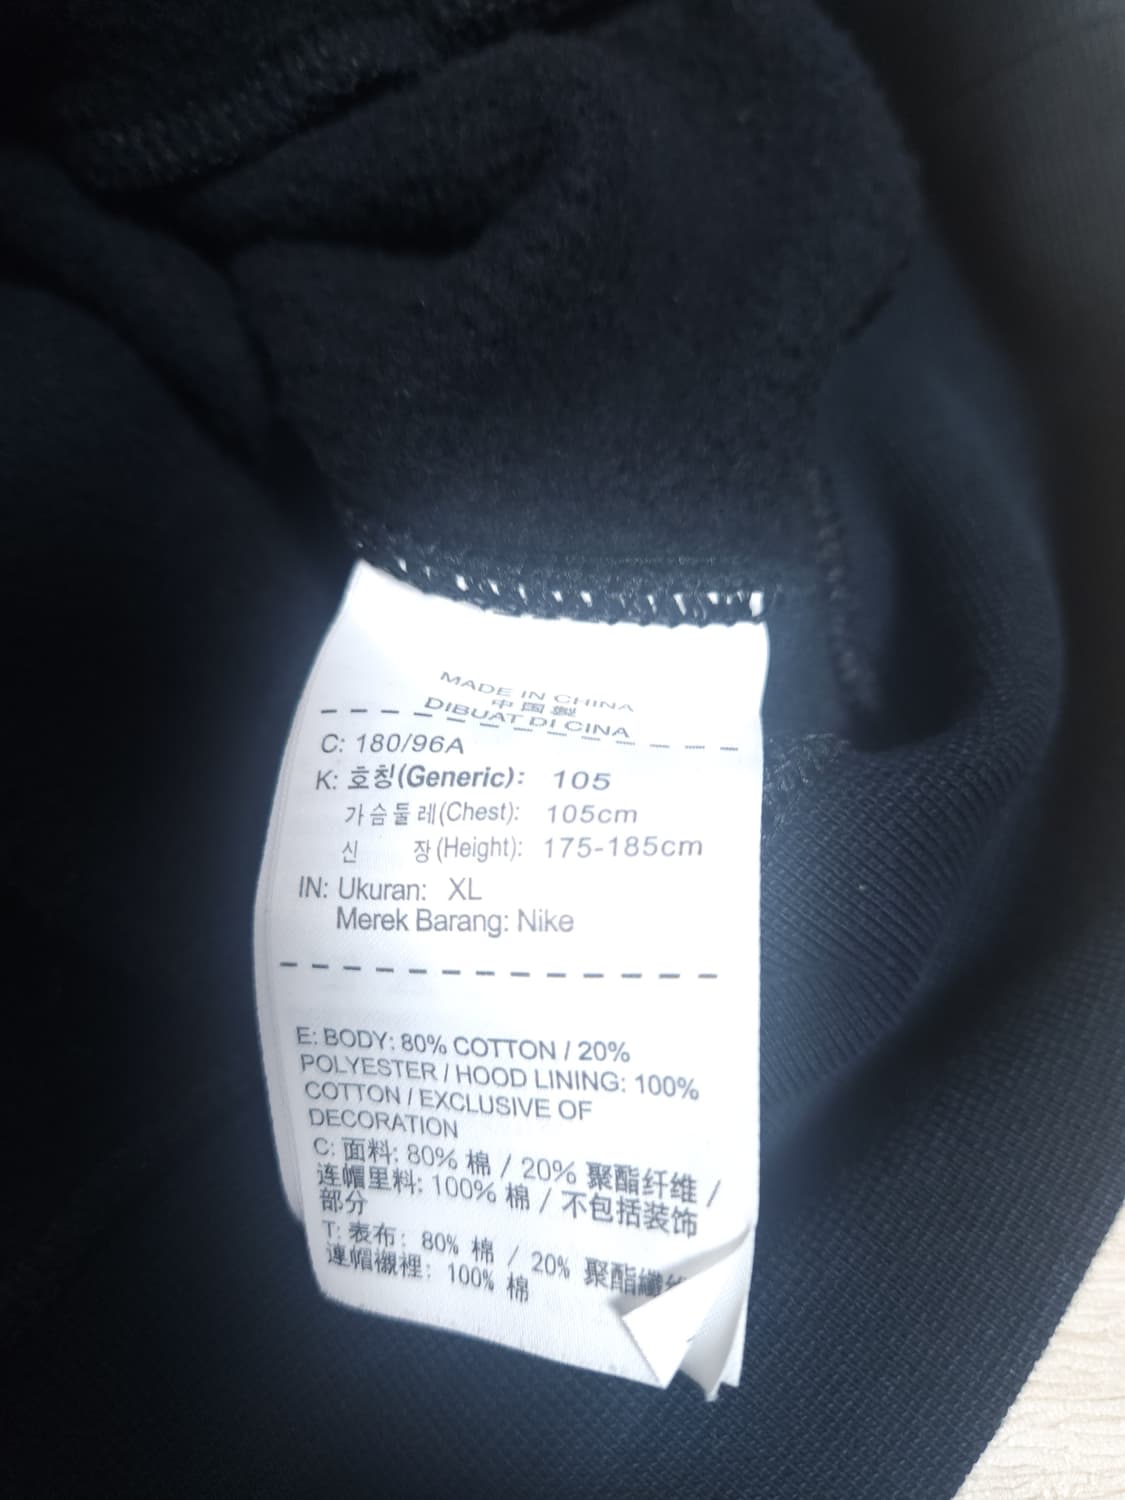 MADE IN CHINA
中国製
DIBUAT DI CINA
C: 180/96A
K: 호칭(Generic): 105
가슴둘레(Chest): 105cm
신 장(Height): 175-185cm
IN: Ukuran: XL
Merek Barang: Nike
E: BODY: 80% COTTON / 20%
POLYESTER / HOOD LINING: 100%
COTTON / EXCLUSIVE OF
DECORATION
C: 面料: 80% 棉 / 20% 聚酯纤维 /
连帽里料: 100% 棉 / 不包括装饰
部分
T: 表布: 80% 棉 / 20% 聚酯纖
連帽襯裡: 100% 棉